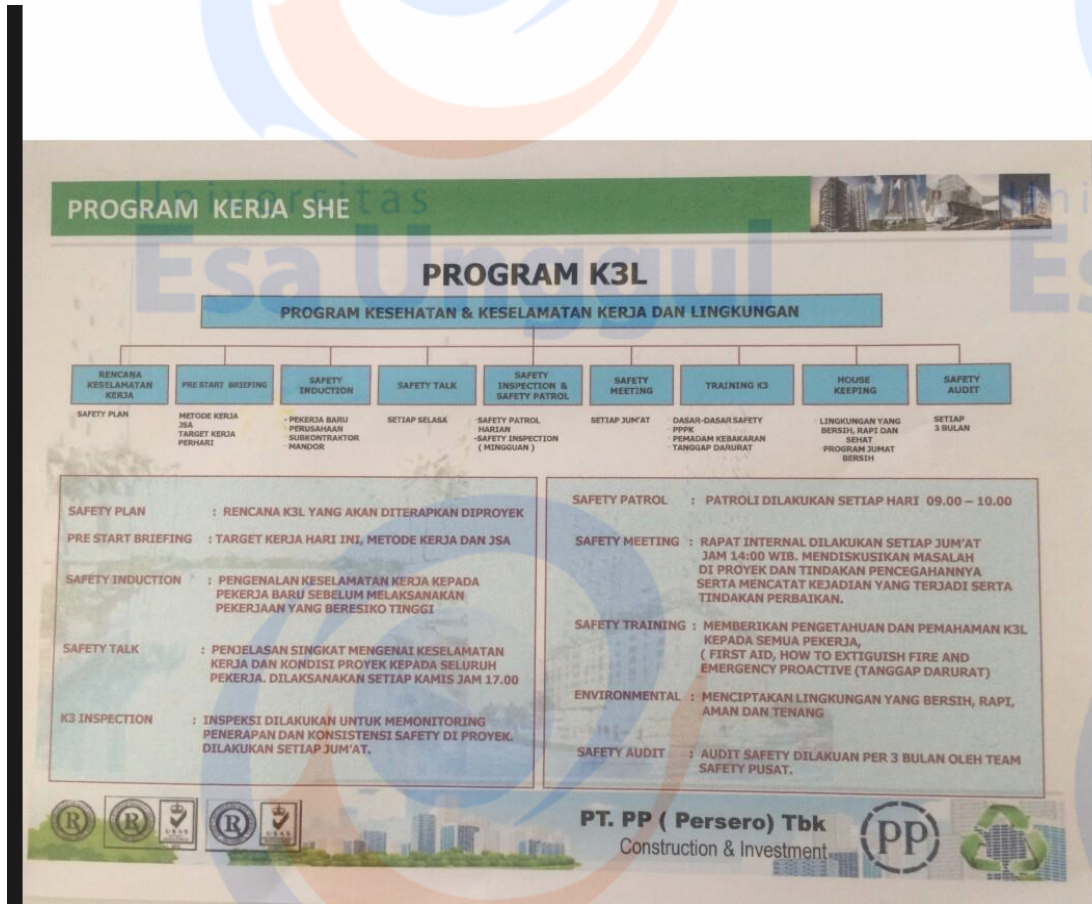 Universitas
Esa Unggul
PROGRAM KERJA SHE
PROGRAM K3L
PROGRAM KESEHATAN & KESELAMATAN KERJA DAN LINGKUNGAN
RENCANA
KESELAMATAN
KERJA
SAFETY PLAN
PRE START BRIEFING
METODE KERJA
JSA
TARGET KERJA
PERHARI
SAFETY
INDUCTION
- PEKERJA BARU
PERUSAHAAN
SUBKONTRAKTOR
- MANDOR
SAFETY TALK
SETIAP SELASA
SAFETY
INSPECTION &
SAFETY PATROL
-SAFETY PATROL
HARIAN
-SAFETY INSPECTION
( MINGGUAN )
SAFETY
MEETING
SETIAP JUM'AT
TRAINING K3
DASAR-DASAR SAFETY
PPPK
PEMADAM KEBAKARAN
TANGGAP DARURAT
HOUSE
KEEPING
LINGKUNGAN YANG
BERSIH, RAPI DAN
SEHAT
PROGRAM JUMAT
BERSIH
SAFETY
AUDIT
SETIAP
3 BULAN
SAFETY PLAN : RENCANA K3L YANG AKAN DITERAPKAN DIPROYEK
PRE START BRIEFING : TARGET KERJA HARI INI, METODE KERJA DAN JSA
SAFETY INDUCTION : PENGENALAN KESELAMATAN KERJA KEPADA
PEKERJA BARU SEBELUM MELAKSANAKAN
PEKERJAAN YANG BERESIKO TINGGI
SAFETY TALK : PENJELASAN SINGKAT MENGENAI KESELAMATAN
KERJA DAN KONDISI PROYEK KEPADA SELURUH
PEKERJA. DILAKSANAKAN SETIAP KAMIS JAM 17.00
K3 INSPECTION : INSPEKSI DILAKUKAN UNTUK MEMONITORING
PENERAPAN DAN KONSISTENSI SAFETY DI PROYEK.
DILAKUKAN SETIAP JUM'AT.
SAFETY PATROL : PATROLI DILAKUKAN SETIAP HARI 09.00 – 10.00
SAFETY MEETING : RAPAT INTERNAL DILAKUKAN SETIAP JUM'AT
JAM 14:00 WIB. MENDISKUSIKAN MASALAH
DI PROYEK DAN TINDAKAN PENCEGAHANNYA
SERTA MENCATAT KEJADIAN YANG TERJADI SERTA
TINDAKAN PERBAIKAN.
SAFETY TRAINING : MEMBERIKAN PENGETAHUAN DAN PEMAHAMAN K3L
KEPADA SEMUA PEKERJA,
( FIRST AID, HOW TO EXTIGUISH FIRE AND
EMERGENCY PROACTIVE (TANGGAP DARURAT)
ENVIRONMENTAL : MENCIPTAKAN LINGKUNGAN YANG BERSIH, RAPI,
AMAN DAN TENANG
SAFETY AUDIT : AUDIT SAFETY DILAKUAN PER 3 BULAN OLEH TEAM
SAFETY PUSAT.
PT. PP ( Persero) Tbk
Construction & Investment
PP